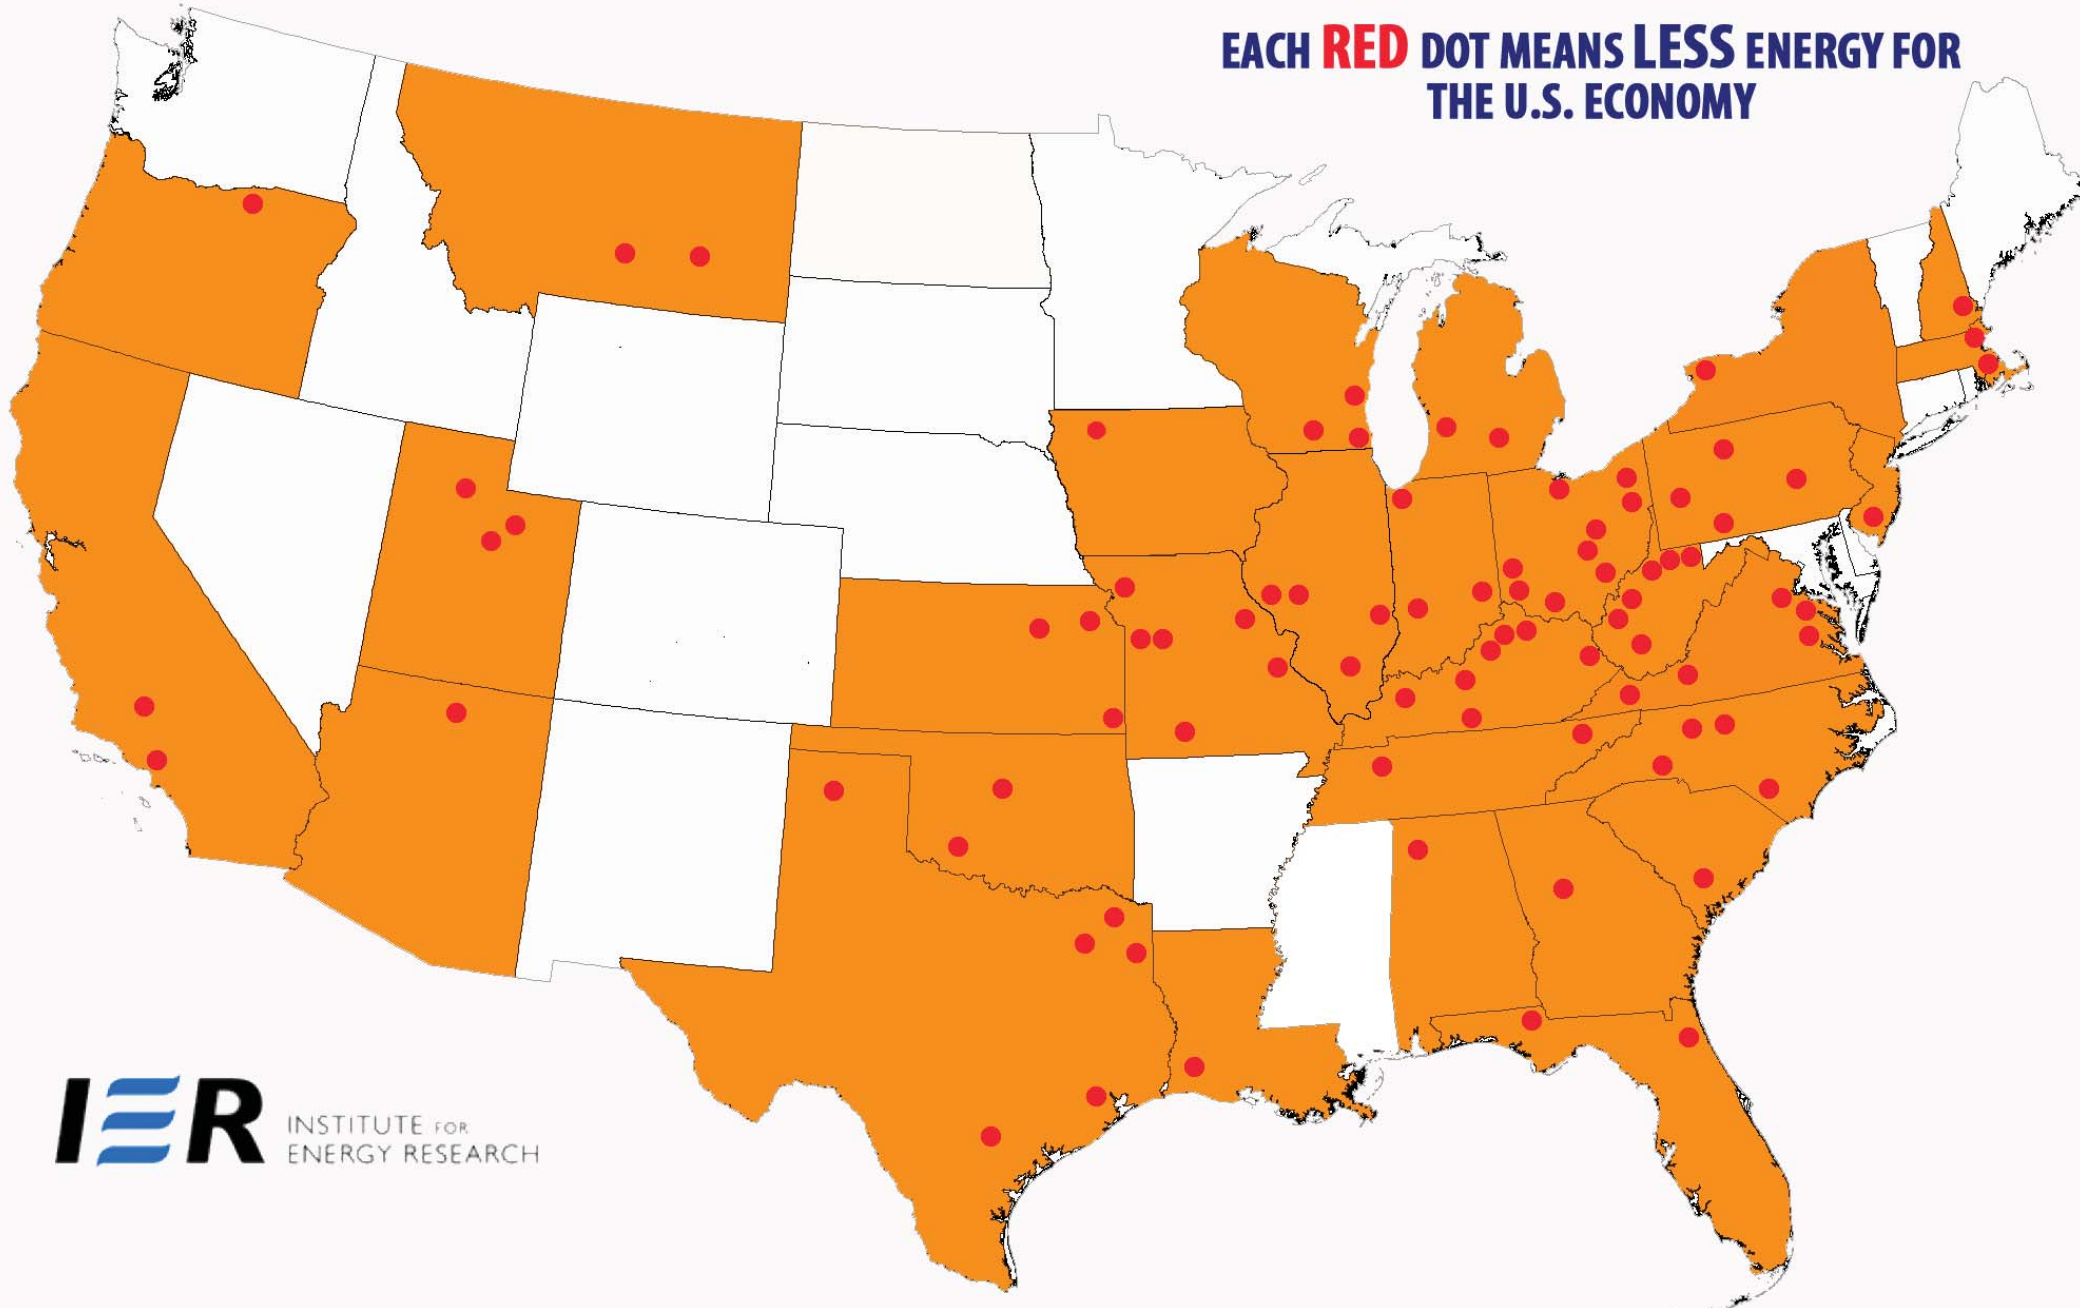 EACH RED DOT MEANS LESS ENERGY FOR
THE U.S. ECONOMY
IER
INSTITUTE FOR
ENERGY RESEARCH